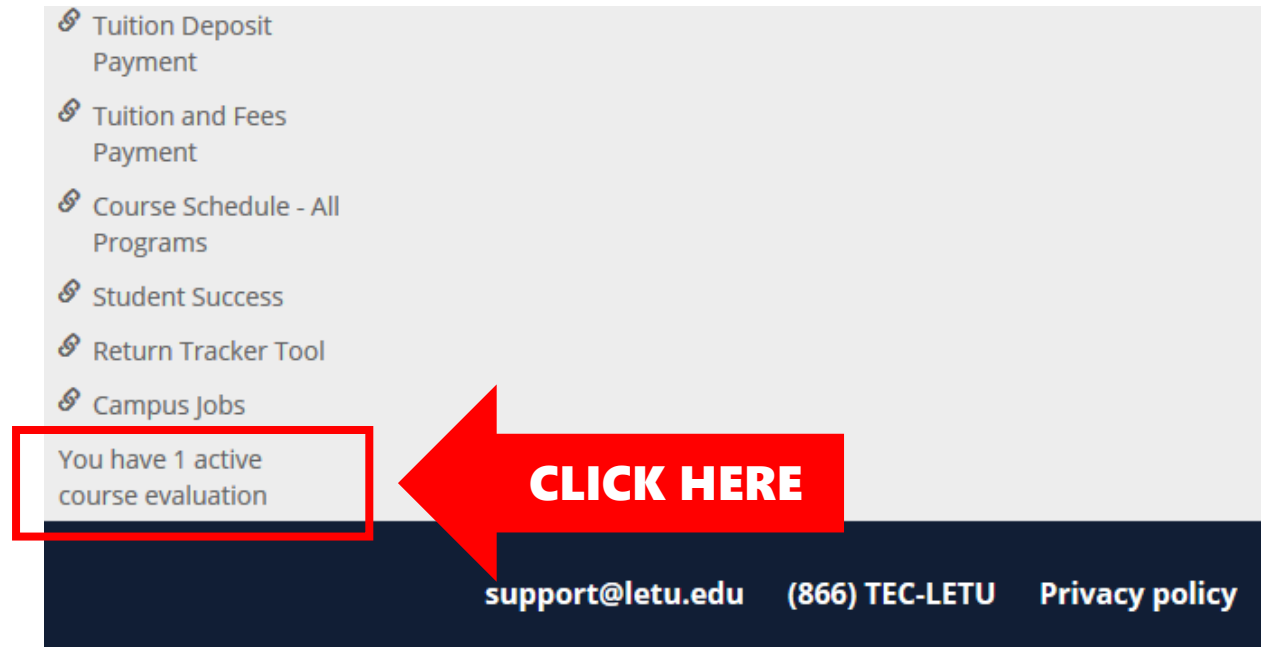 Tuition Deposit
Payment
Tuition and Fees
Payment
Course Schedule - All
Programs
Student Success
Return Tracker Tool
Campus Jobs
You have 1 active
course evaluation
CLICK HERE
support@letu.edu (866) TEC-LETU Privacy policy